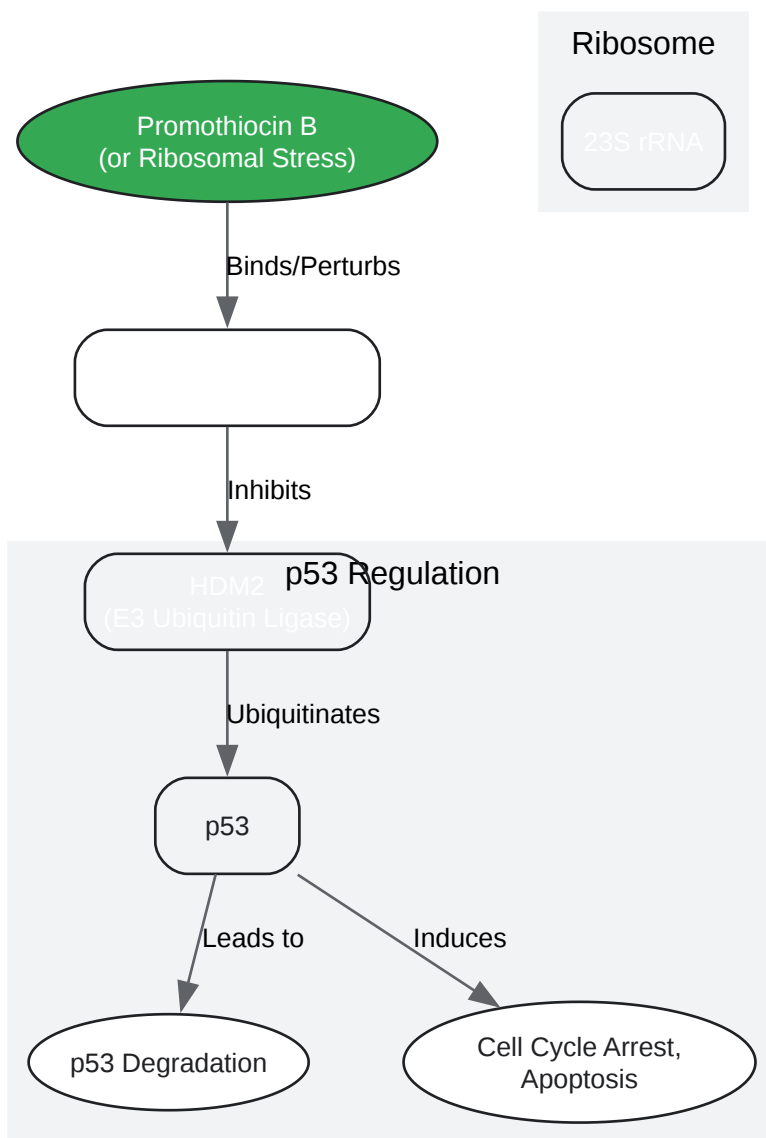 Ribosome
23S rRNA
Promothiocin B
(or Ribosomal Stress)
Binds/Perturbs
Inhibits
p53 Regulation
HDM2
(E3 Ubiquitin Ligase)
Ubiquitinates
p53
Leads to
Induces
p53 Degradation
Cell Cycle Arrest,
Apoptosis